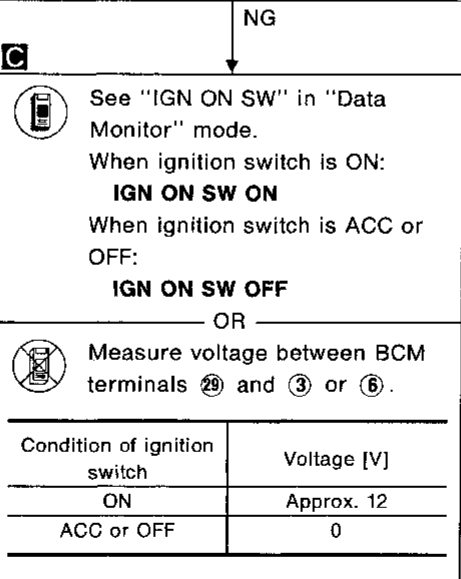 NG
C
See "IGN ON SW" in "Data
Monitor" mode.
When ignition switch is ON:
IGN ON SW ON
When ignition switch is ACC or
OFF:
IGN ON SW OFF
OR
Measure voltage between BCM
terminals ㉙ and ③ or ⑥.
Condition of ignition
switch
Voltage [V]
ON
Approx. 12
ACC or OFF
0